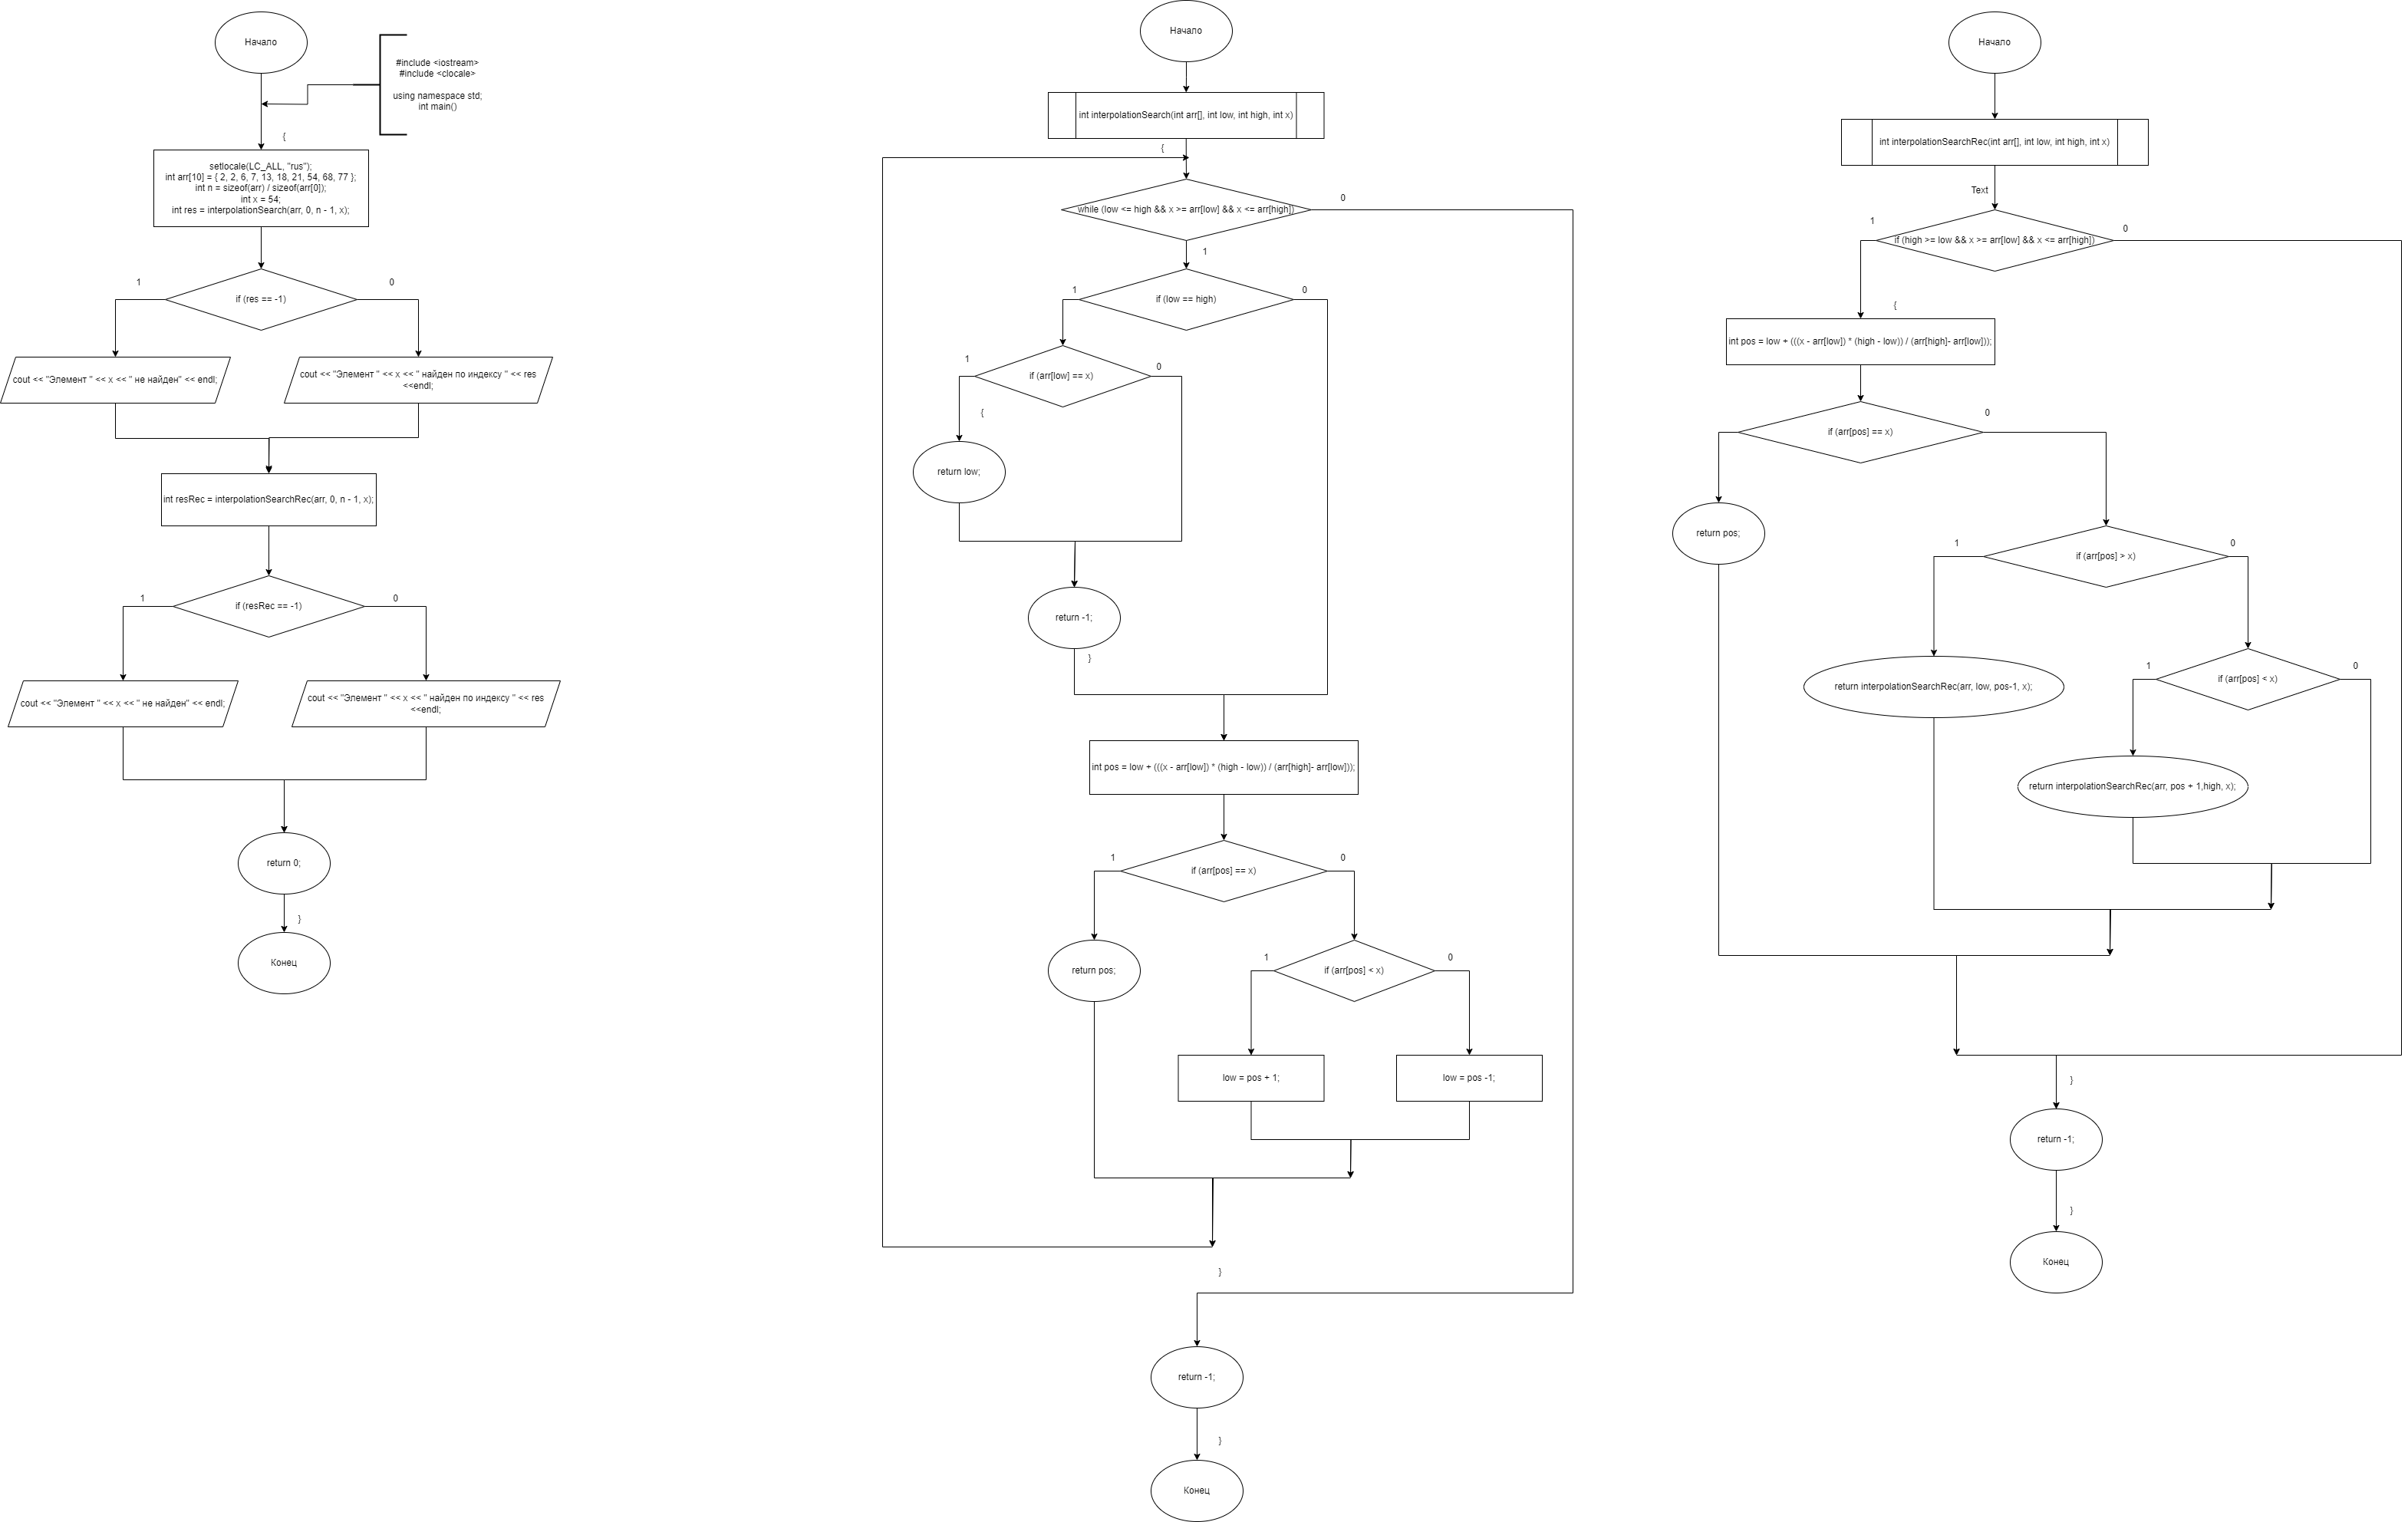 Начало
#include <iostream>
#include <clocale>
using namespace std;
int main()
{
setlocale(LC_ALL, "rus");
int arr[10] = { 2, 2, 6, 7, 13, 18, 21, 54, 68, 77 };
int n = sizeof(arr) / sizeof(arr[0]);
int x = 54;
int res = interpolationSearch(arr, 0, n - 1, x);
1
0
if (res == -1)
cout << "Элемент " << x << " не найден" << endl;
cout << "Элемент " << x << " найден по индексу " << res
<<endl;
int resRec = interpolationSearchRec(arr, 0, n - 1, x);
1
0
if (resRec == -1)
cout << "Элемент " << x << " не найден" << endl;
cout << "Элемент " << x << " найден по индексу " << res
<<endl;
return 0;
}
Конец
Начало
int interpolationSearch(int arr[], int low, int high, int x)
{
0
while (low <= high && x >= arr[low] && x <= arr[high])
1
1
0
if (low == high)
1
0
if (arr[low] == x)
{
return low;
return -1;
}
int pos = low + (((x - arr[low]) * (high - low)) / (arr[high]- arr[low]));
1
0
if (arr[pos] == x)
return pos;
1
0
if (arr[pos] < x)
low = pos + 1;
low = pos -1;
}
return -1;
}
Конец
Начало
int interpolationSearchRec(int arr[], int low, int high, int x)
Text
1
0
if (high >= low && x >= arr[low] && x <= arr[high])
{
int pos = low + (((x - arr[low]) * (high - low)) / (arr[high]- arr[low]));
0
if (arr[pos] == x)
return pos;
1
0
if (arr[pos] > x)
return interpolationSearchRec(arr, low, pos-1, x);
1
0
if (arr[pos] < x)
return interpolationSearchRec(arr, pos + 1,high, x);
}
return -1;
}
Конец